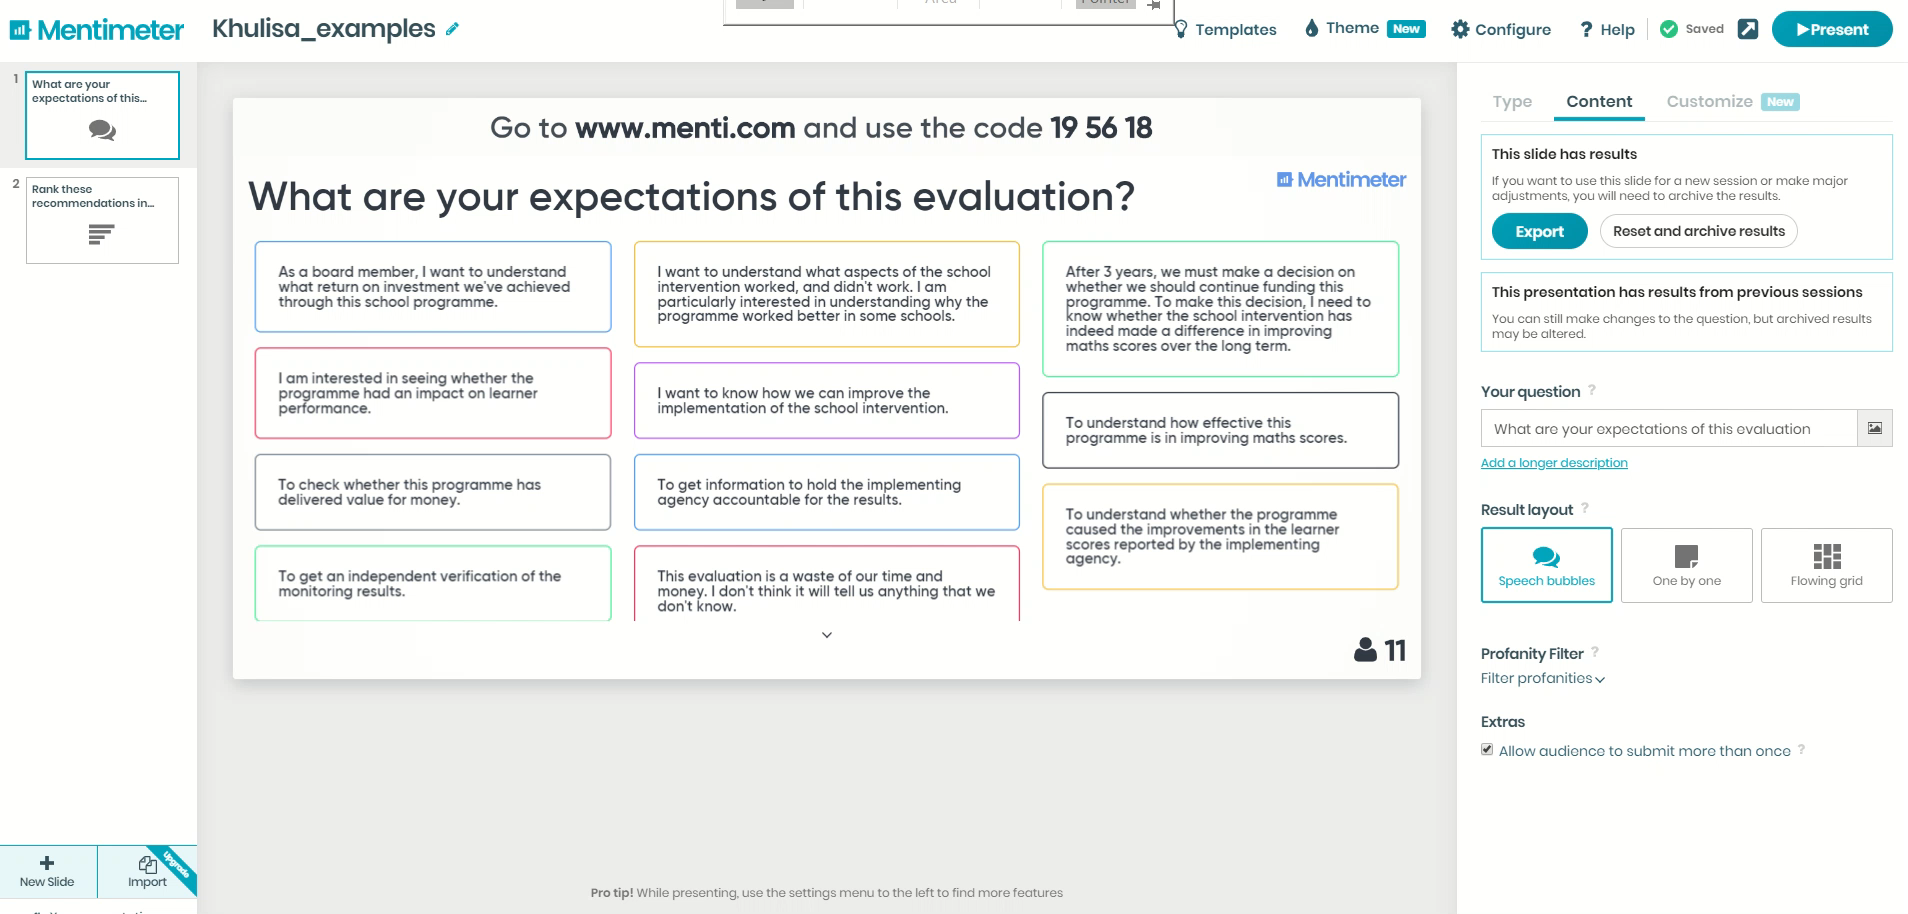 Mentimeter
Khulisa_examples
Area
Pointer
Templates
Theme New
Configure
? Help
Saved
Present
1
What are your
expectations of this...
2
Rank these
recommendations in...
Go to www.menti.com and use the code 19 56 18
Mentimeter
What are your expectations of this evaluation?
As a board member, I want to understand
what return on investment we've achieved
through this school programme.
I am interested in seeing whether the
programme had an impact on learner
performance.
To check whether this programme has
delivered value for money.
To get an independent verification of the
monitoring results.
I want to understand what aspects of the school
intervention worked, and didn't work. I am
particularly interested in understanding why the
programme worked better in some schools.
I want to know how we can improve the
implementation of the school intervention.
To get information to hold the implementing
agency accountable for the results.
This evaluation is a waste of our time and
money. I don't think it will tell us anything that we
don't know.
After 3 years, we must make a decision on
whether we should continue funding this
programme. To make this decision, I need to
know whether the school intervention has
indeed made a difference in improving
maths scores over the long term.
To understand how effective this
programme is in improving maths scores.
To understand whether the programme
caused the improvements in the learner
scores reported by the implementing
agency.
11
Pro tip! While presenting, use the settings menu to the left to find more features
Type
Content
Customize New
This slide has results
If you want to use this slide for a new session or make major
adjustments, you will need to archive the results.
Export
Reset and archive results
This presentation has results from previous sessions
You can still make changes to the question, but archived results
may be altered.
Your question ?
What are your expectations of this evaluation
Add a longer description
Result layout ?
Speech bubbles
One by one
Flowing grid
Profanity Filter ?
Filter profanities
Extras
Allow audience to submit more than once ?
New Slide
Import
Upgrade